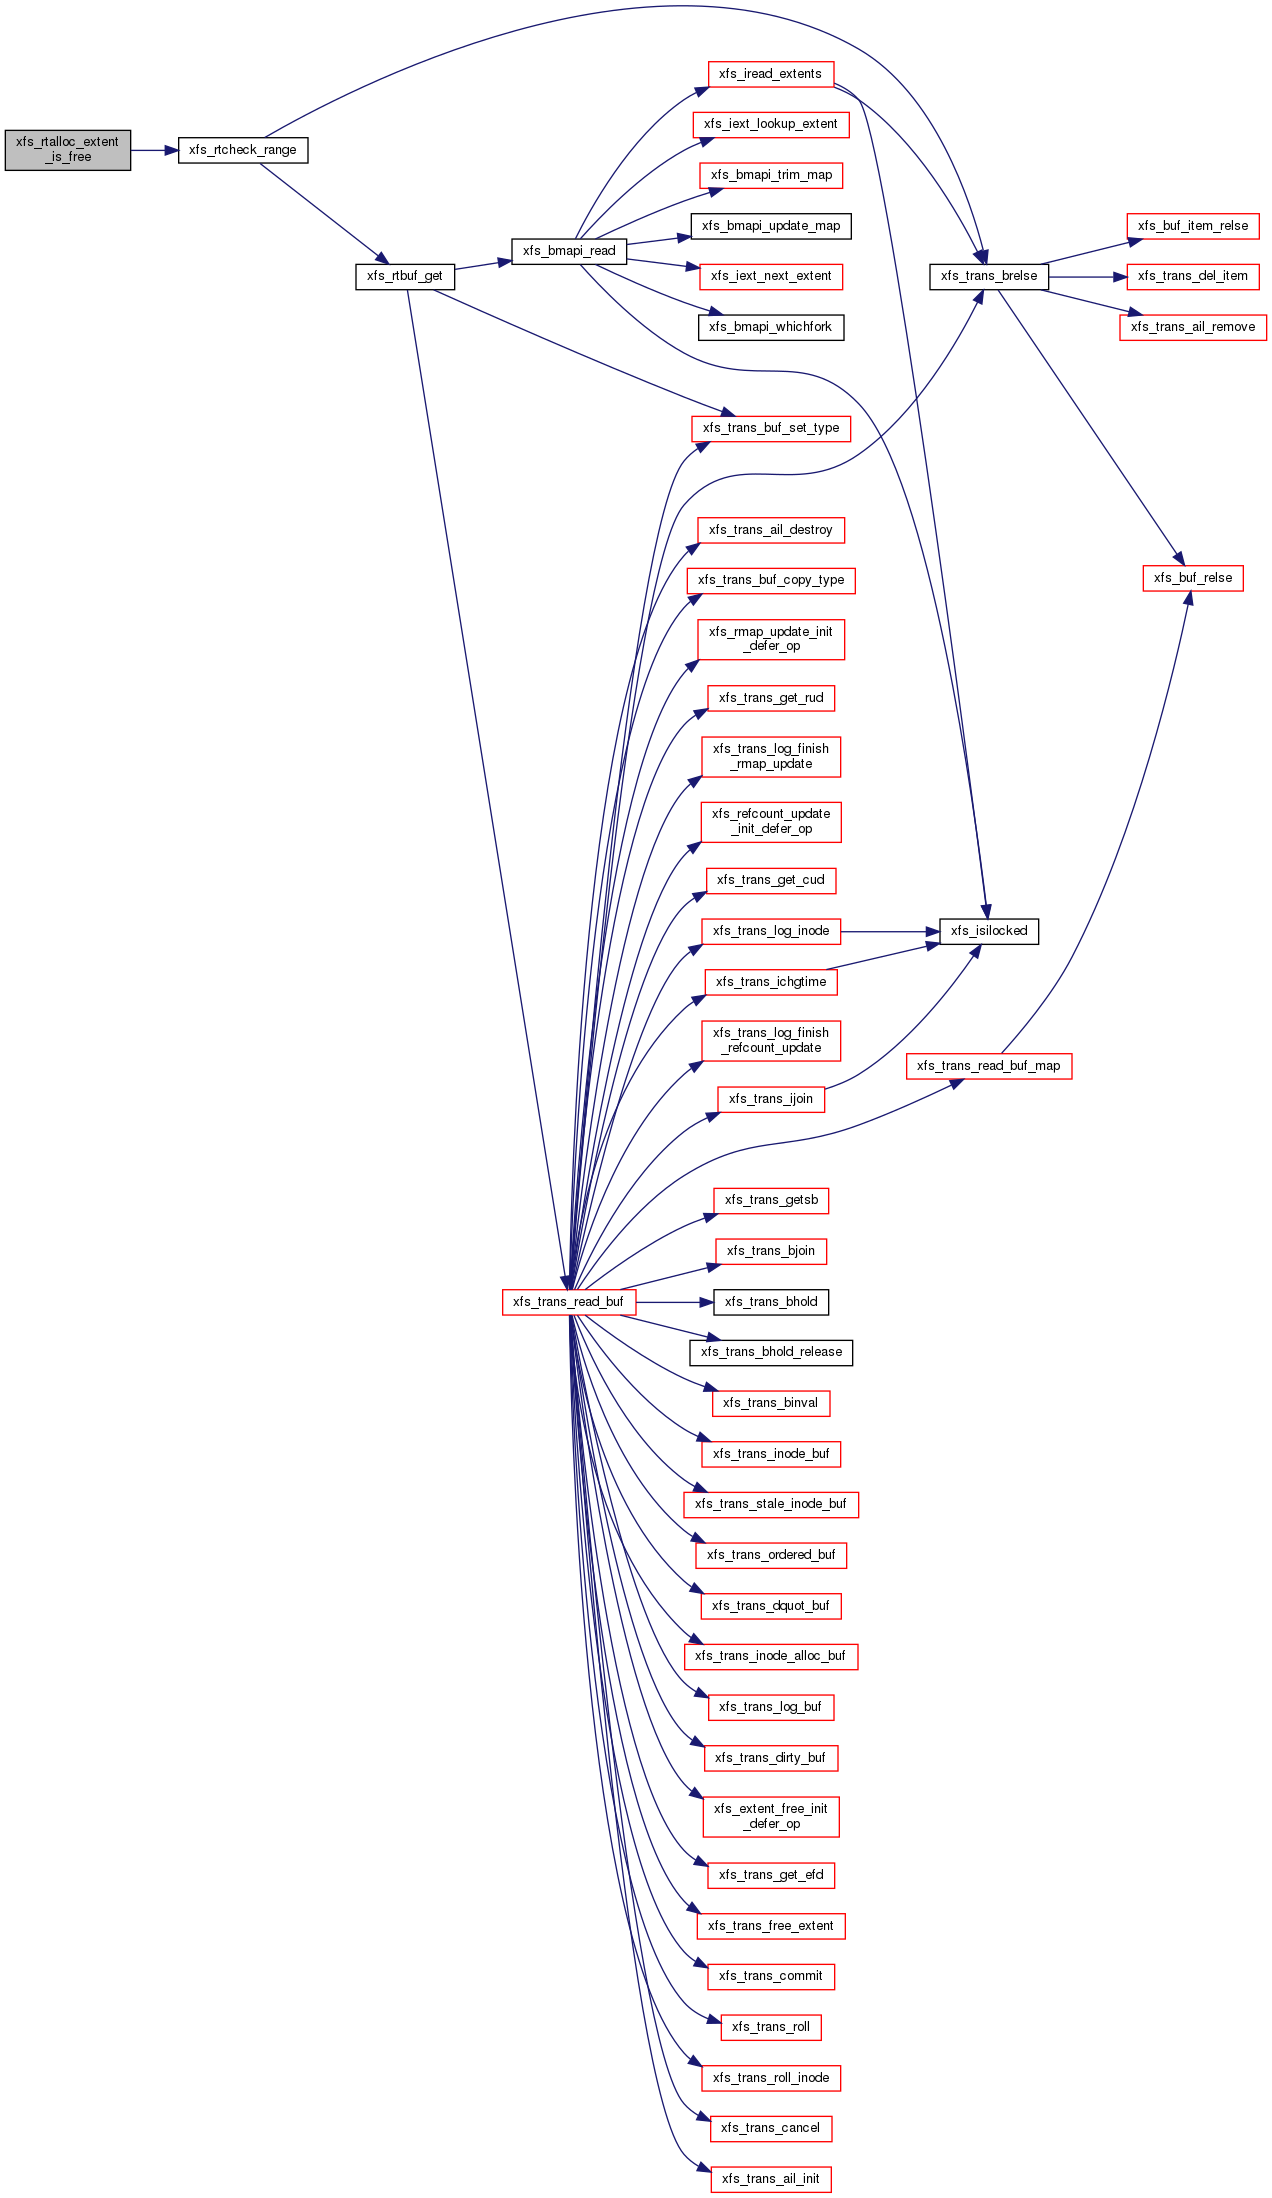 xfs_rtalloc_extent
_is_free
xfs_rtcheck_range
xfs_rtbuf_get
xfs_bmapi_read
xfs_iread_extents
xfs_iext_lookup_extent
xfs_bmapi_trim_map
xfs_bmapi_update_map
xfs_iext_next_extent
xfs_bmapi_whichfork
xfs_trans_brelse
xfs_buf_item_relse
xfs_trans_del_item
xfs_trans_ail_remove
xfs_trans_buf_set_type
xfs_trans_ail_destroy
xfs_trans_buf_copy_type
xfs_buf_relse
xfs_rmap_update_init
_defer_op
xfs_trans_get_rud
xfs_trans_log_finish
_rmap_update
xfs_refcount_update
_init_defer_op
xfs_trans_get_cud
xfs_trans_log_inode
xfs_isilocked
xfs_trans_ichgtime
xfs_trans_log_finish
_refcount_update
xfs_trans_read_buf_map
xfs_trans_ijoin
xfs_trans_getsb
xfs_trans_bjoin
xfs_trans_read_buf
xfs_trans_bhold
xfs_trans_bhold_release
xfs_trans_binval
xfs_trans_inode_buf
xfs_trans_stale_inode_buf
xfs_trans_ordered_buf
xfs_trans_dquot_buf
xfs_trans_inode_alloc_buf
xfs_trans_log_buf
xfs_trans_dirty_buf
xfs_extent_free_init
_defer_op
xfs_trans_get_efd
xfs_trans_free_extent
xfs_trans_commit
xfs_trans_roll
xfs_trans_roll_inode
xfs_trans_cancel
xfs_trans_ail_init